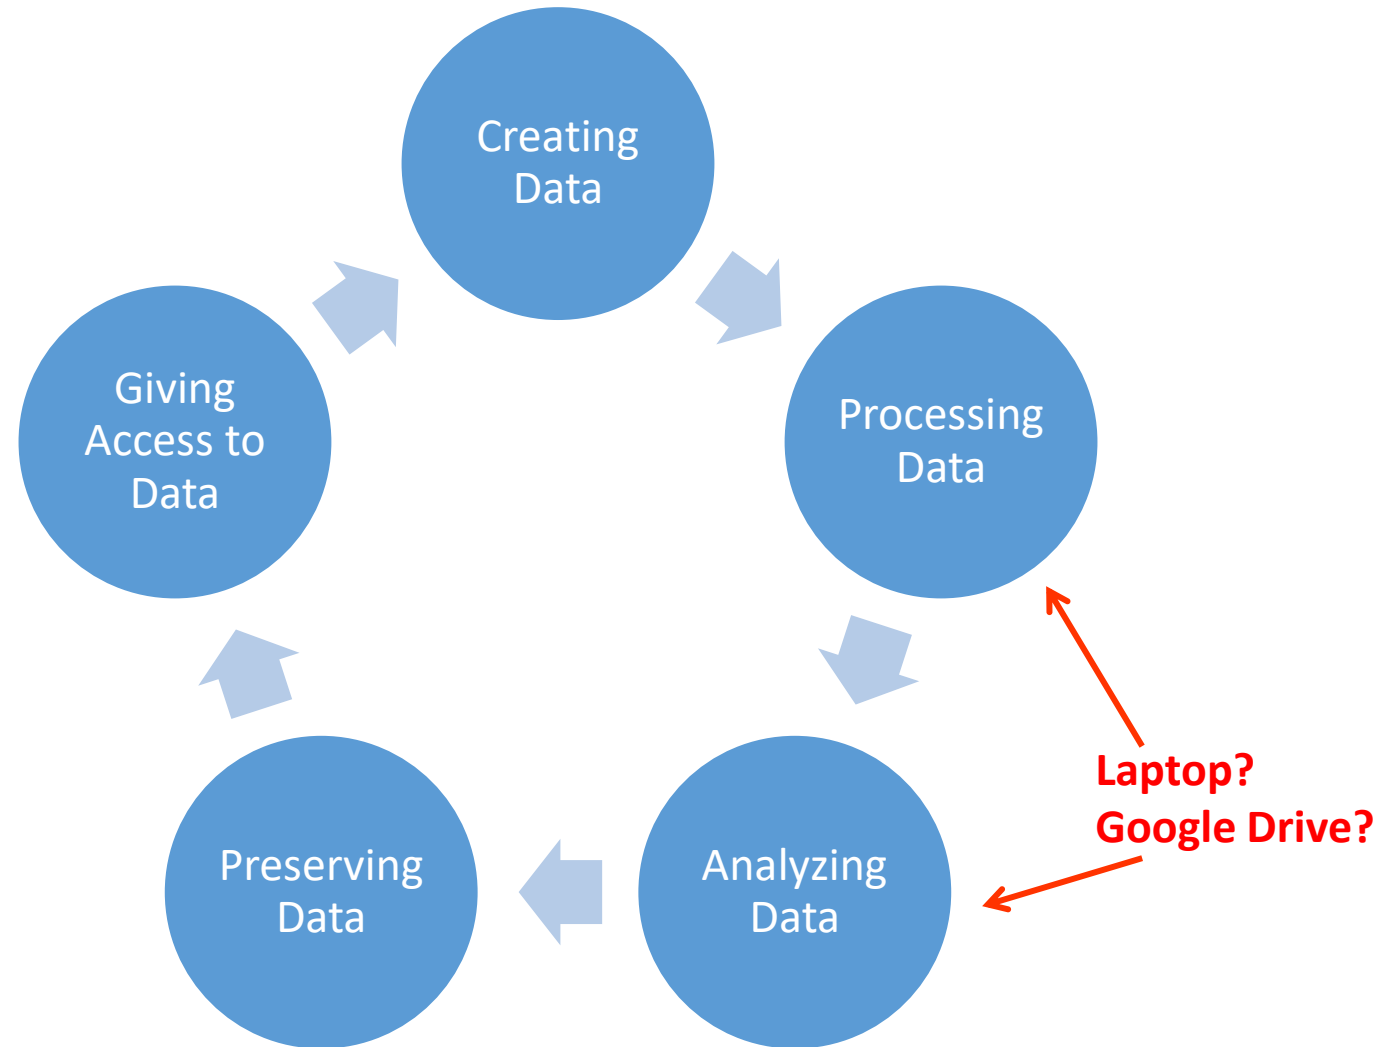 Creating
Data
Processing
Data
Laptop?
Google Drive?
Analyzing
Data
Preserving
Data
Giving
Access to
Data